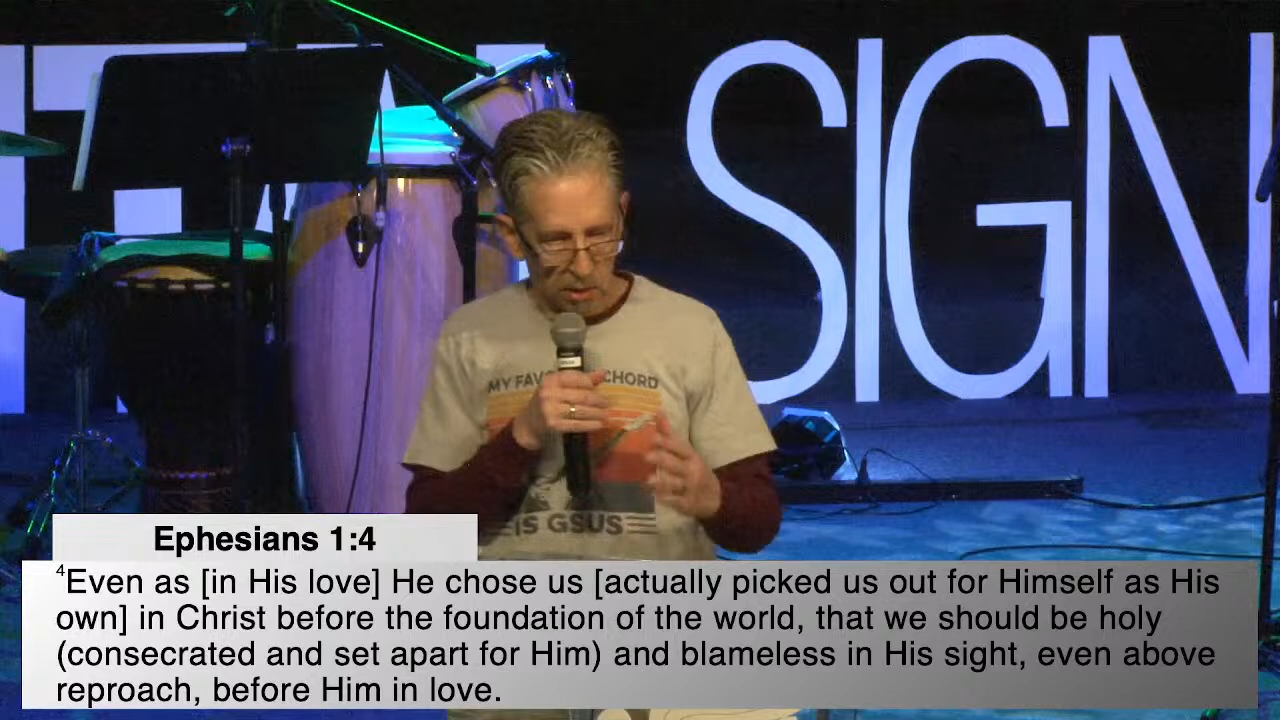 SIGN
MY FAV CHORD
IS GSUS
Ephesians 1:4
4Even as [in His love] He chose us [actually picked us out for Himself as His
own] in Christ before the foundation of the world, that we should be holy
(consecrated and set apart for Him) and blameless in His sight, even above
reproach, before Him in love.